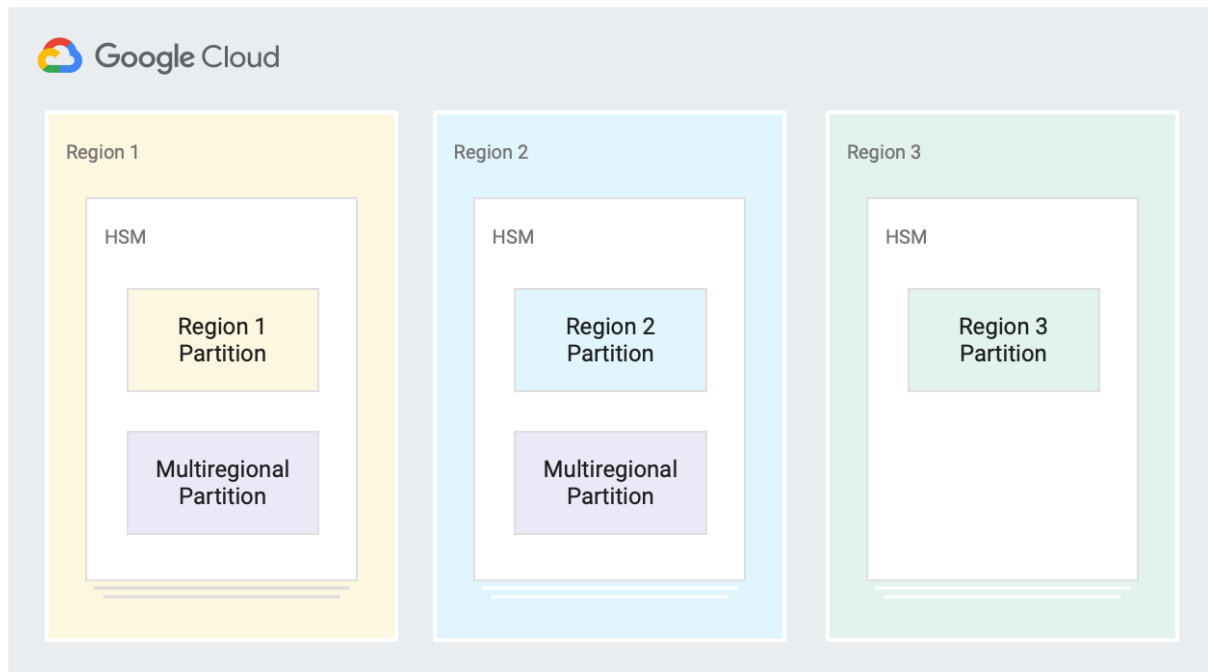 Google Cloud
Region 1
HSM
Region 1
Partition
Multiregional
Partition
Region 2
HSM
Region 2
Partition
Multiregional
Partition
Region 3
HSM
Region 3
Partition